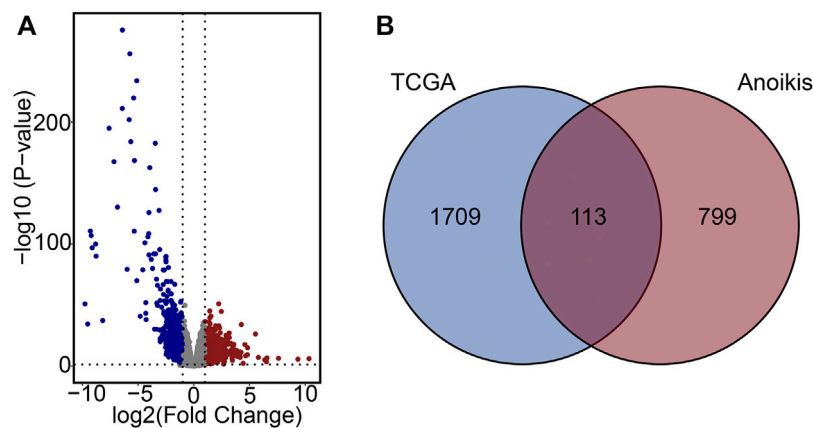 A
B
−log10 (P−value)
200
100
0
−10 −5 0 5 10
log2(Fold Change)
TCGA
Anoikis
1709
113
799